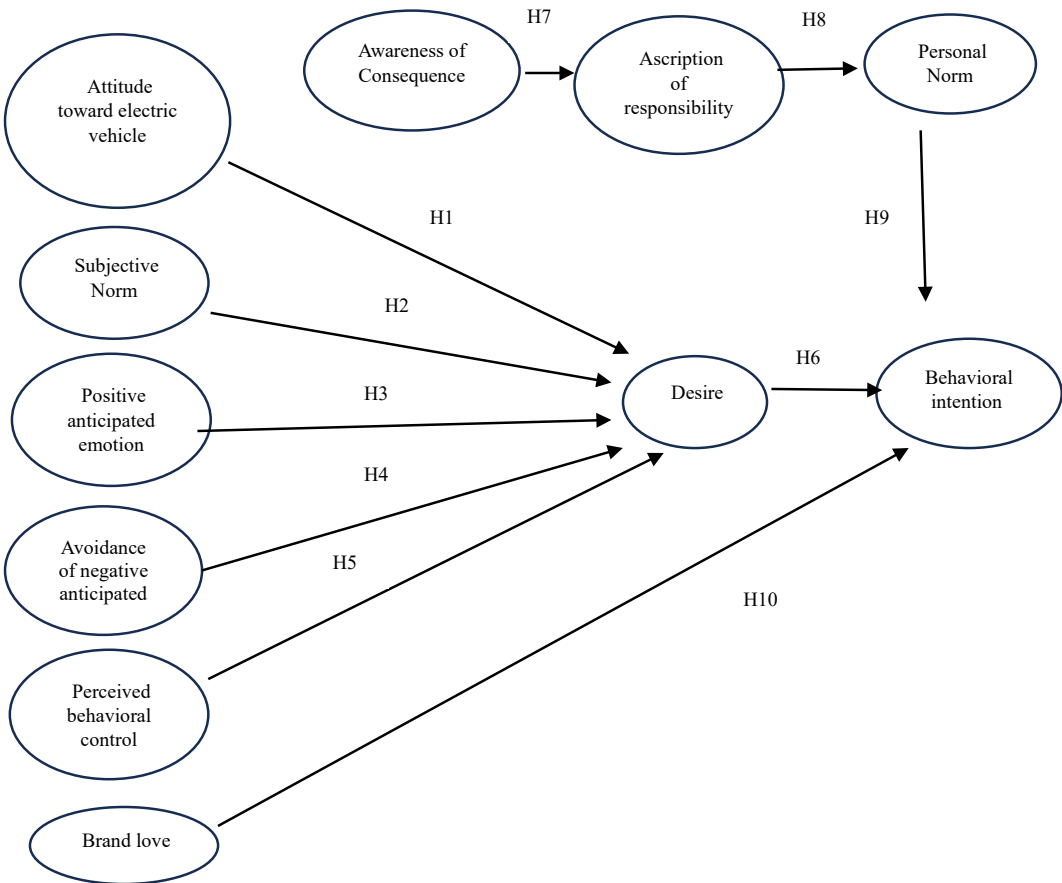 H7
H8
Awareness of
Consequence
Ascription
of
responsibility
Personal
Norm
Attitude
toward electric
vehicle
H1
H9
Subjective
Norm
H2
Positive
anticipated
emotion
H3
Desire
H6
Behavioral
intention
H4
Avoidance
of negative
anticipated
H5
H10
Perceived
behavioral
control
Brand love